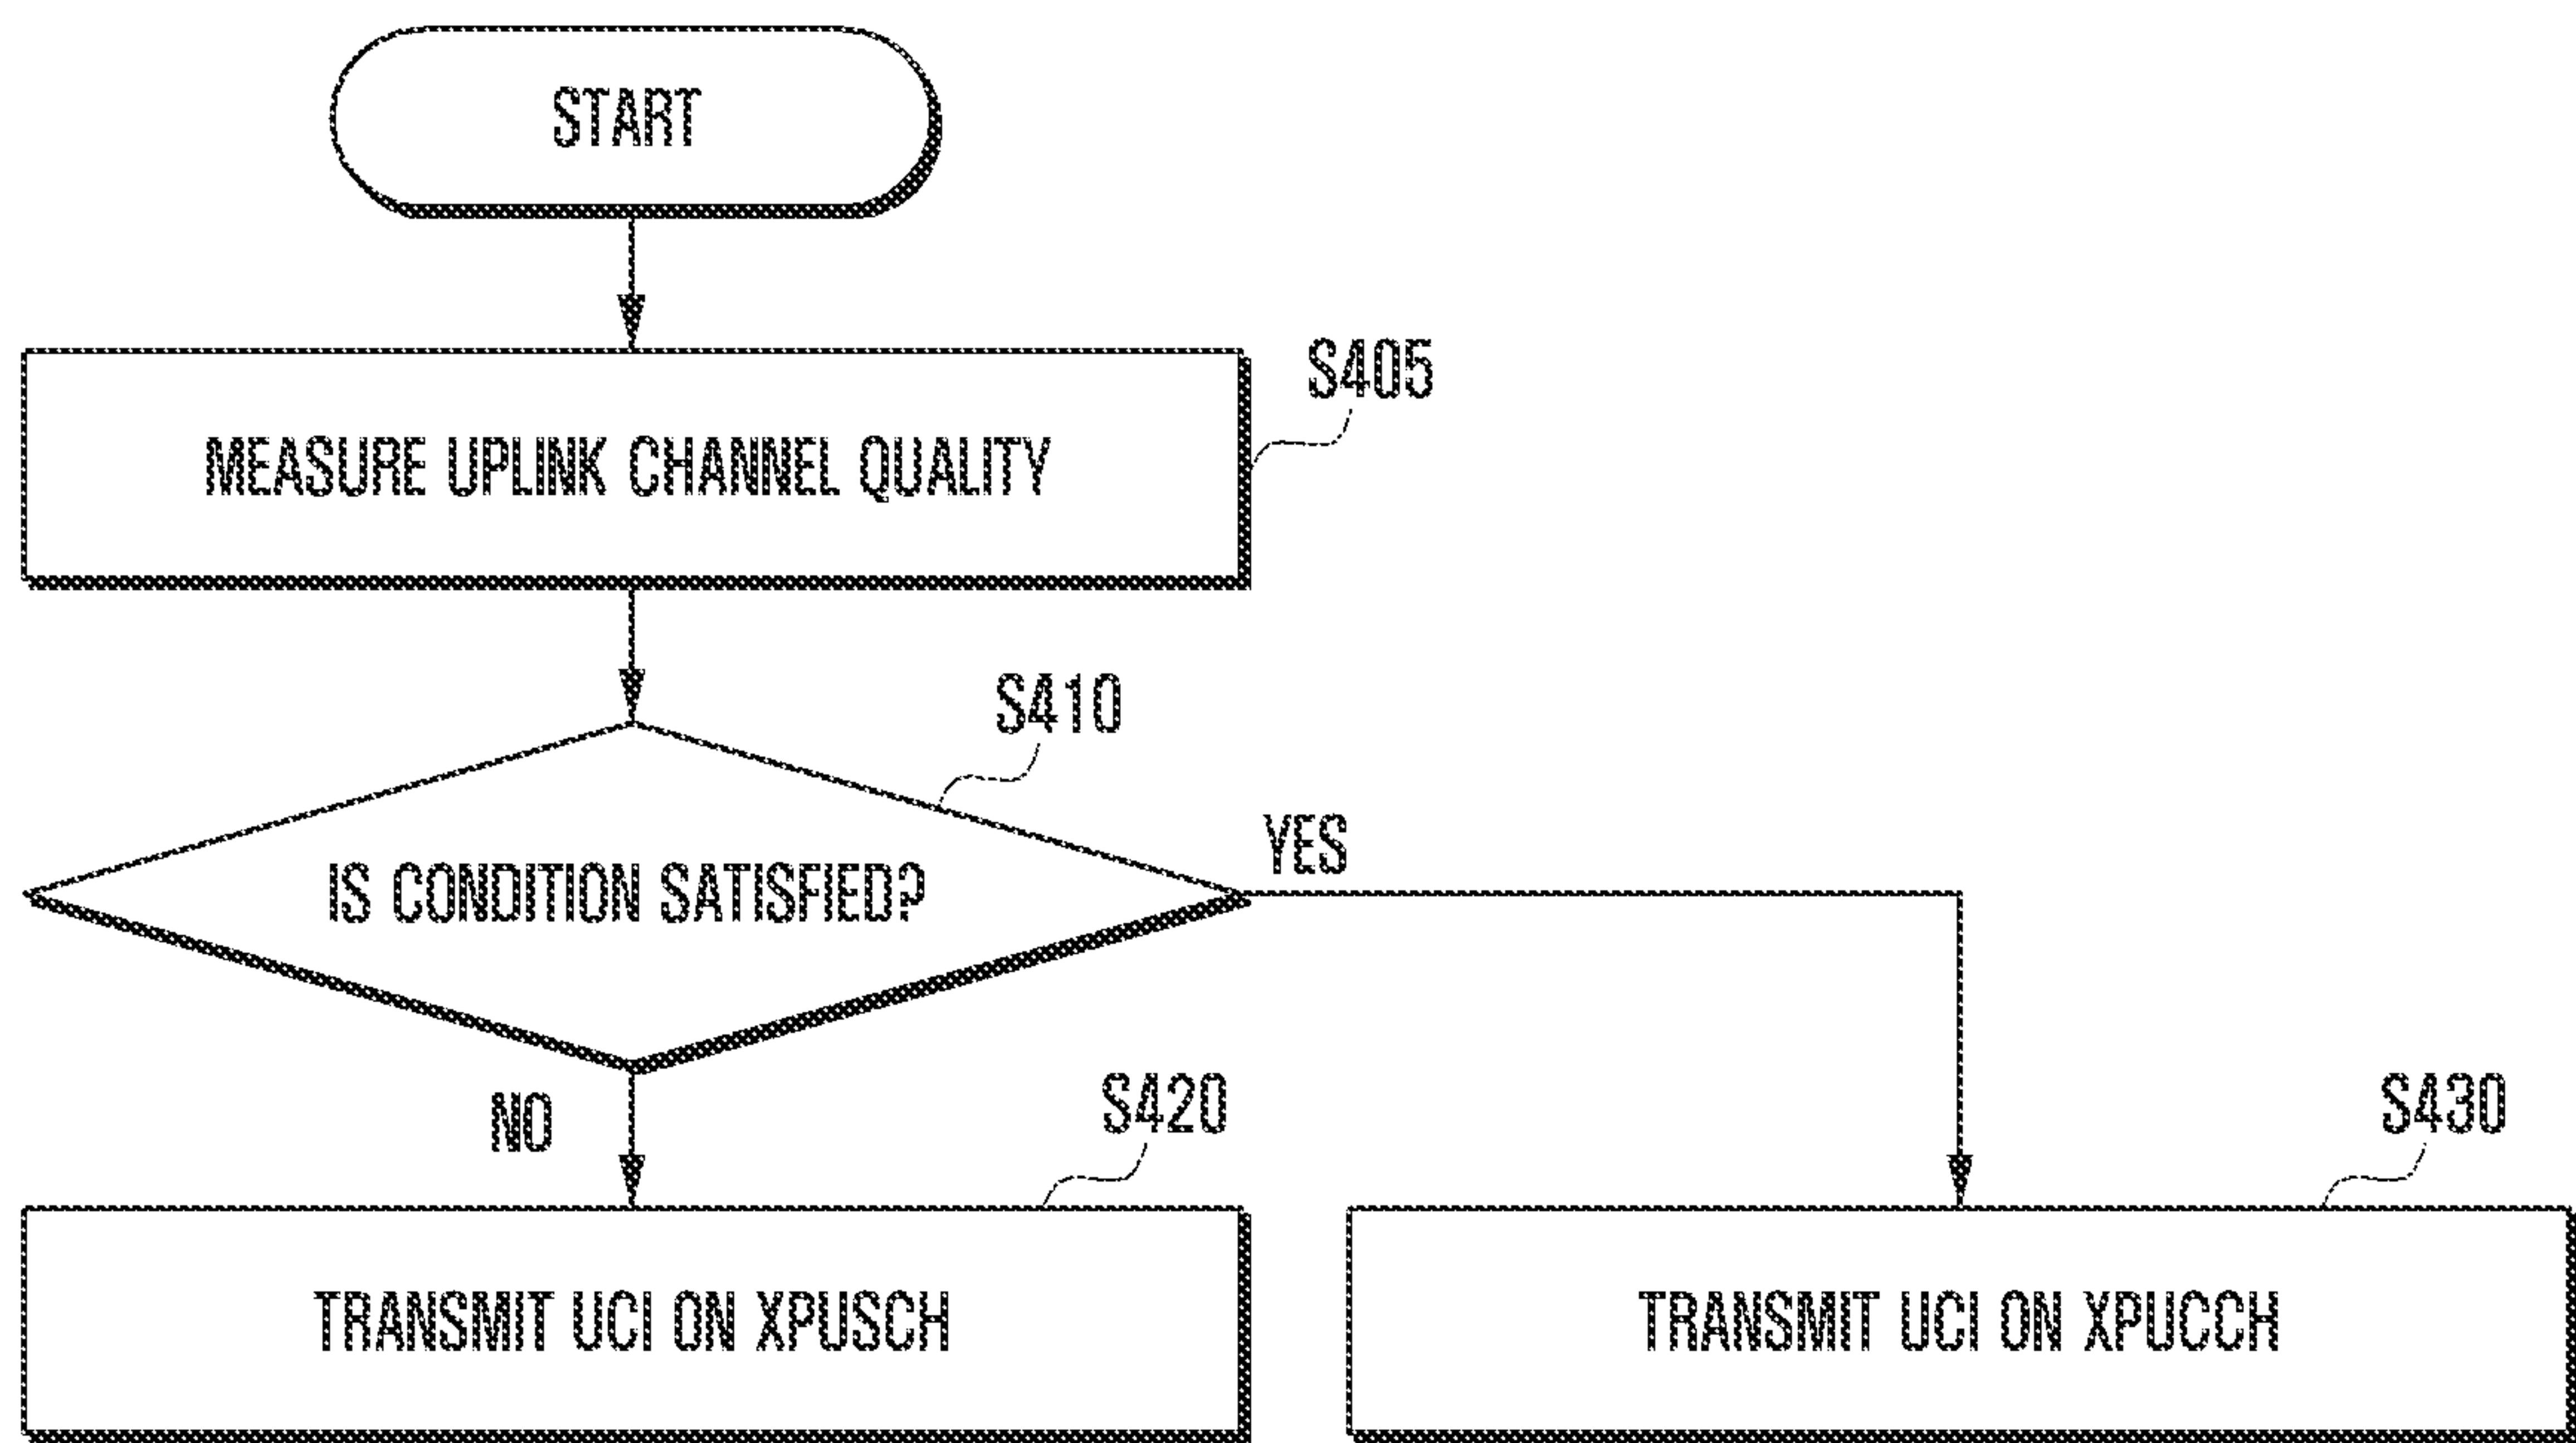 START
S405
MEASURE UPLINK CHANNEL QUALITY
S410
IS CONDITION SATISFIED?
YES
NO
S420
S430
TRANSMIT UCI ON XPUSCH
TRANSMIT UCI ON XPUCCH